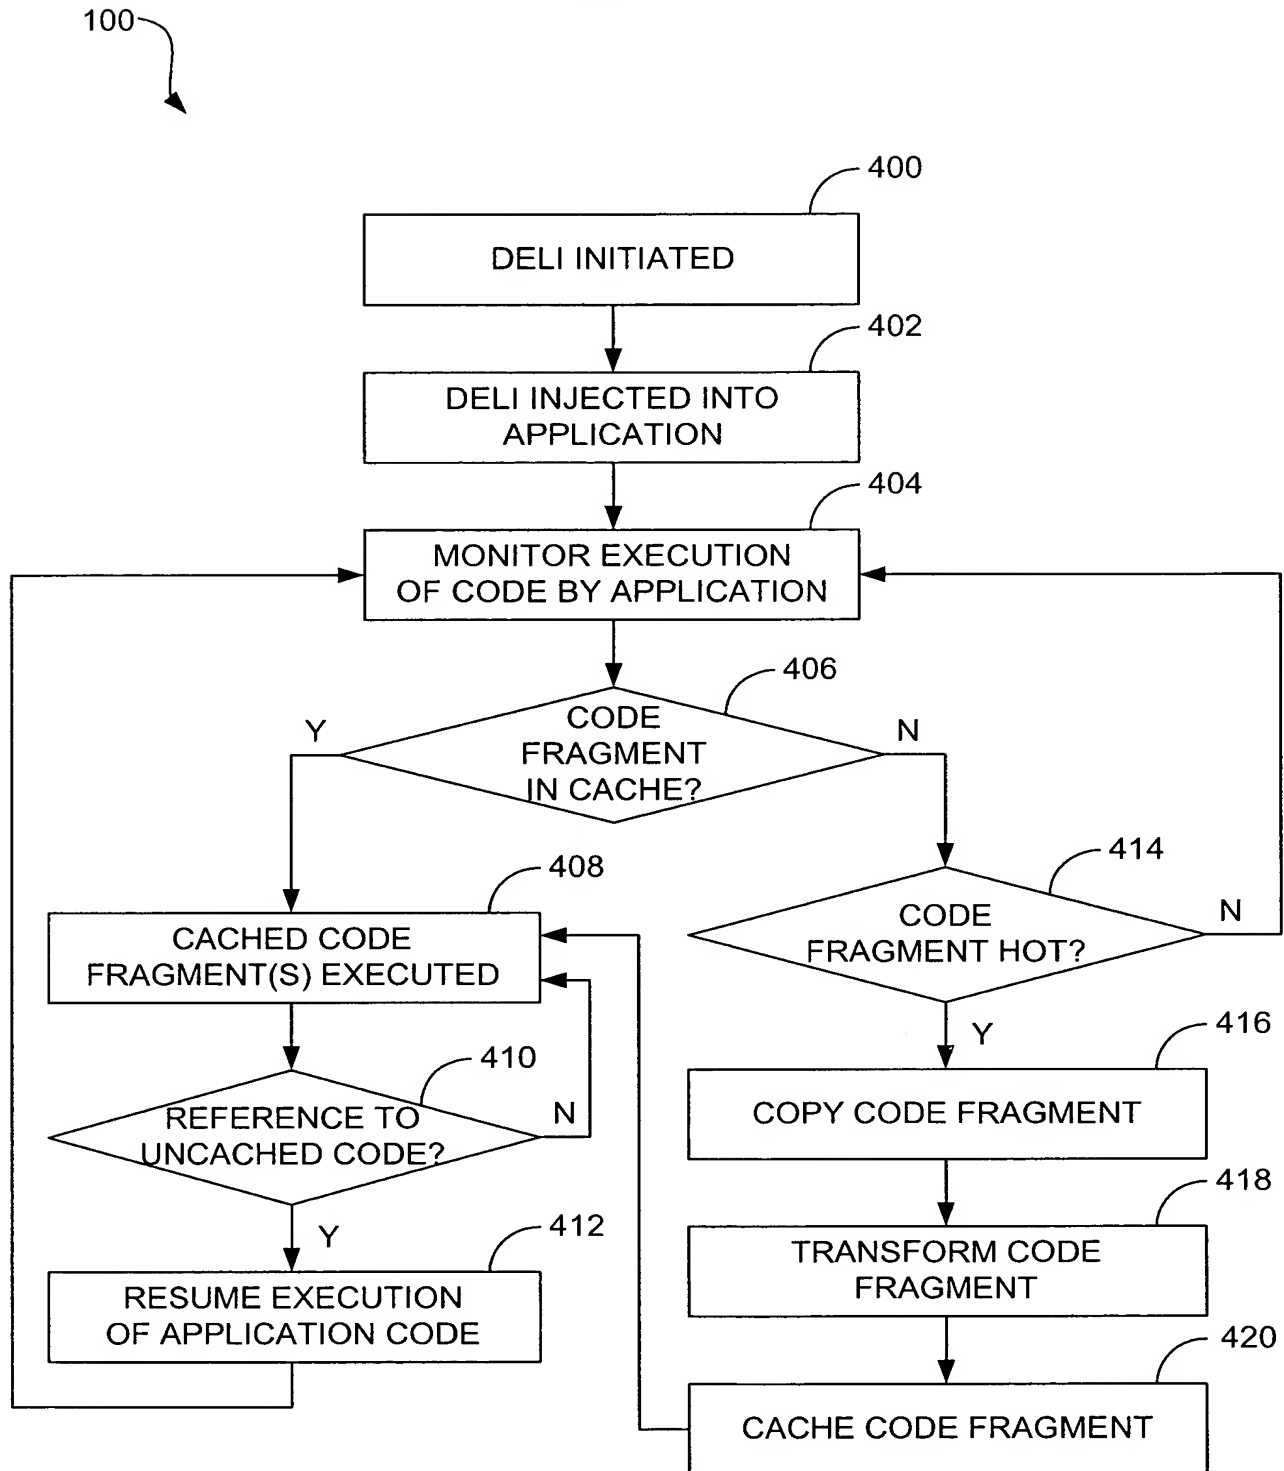 100
400
DELI INITIATED
402
DELI INJECTED INTO
APPLICATION
404
MONITOR EXECUTION
OF CODE BY APPLICATION
406
Y
CODE
FRAGMENT
IN CACHE?
N
408
CACHED CODE
FRAGMENT(S) EXECUTED
414
CODE
FRAGMENT HOT?
N
Y
410
REFERENCE TO
UNCACHED CODE?
N
Y
416
COPY CODE FRAGMENT
412
RESUME EXECUTION
OF APPLICATION CODE
418
TRANSFORM CODE
FRAGMENT
420
CACHE CODE FRAGMENT